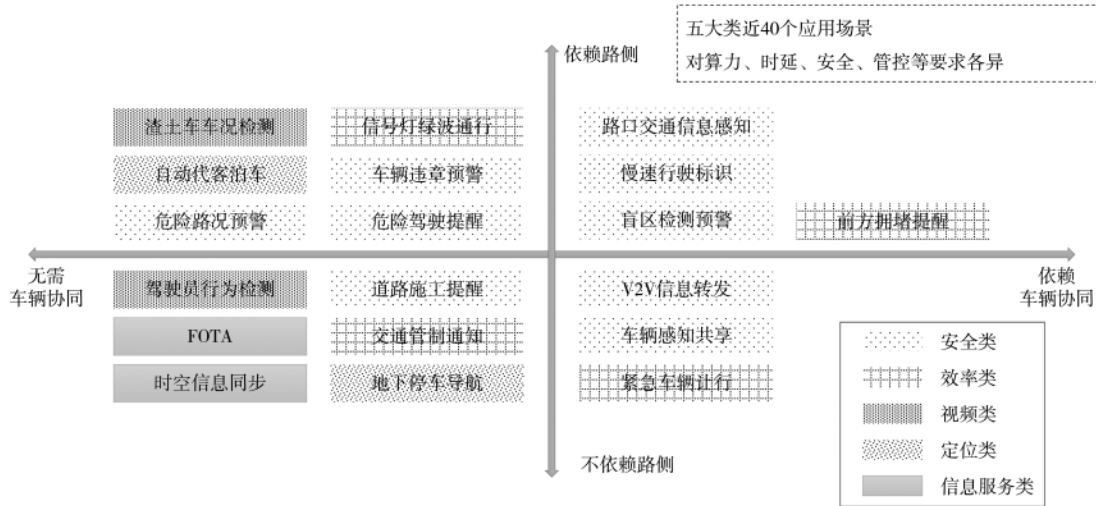 五大类近40个应用场景
对算力、时延、安全、管控等要求各异
依赖路侧
渣土车车况检测
信号灯绿波通行
路口交通信息感知
自动代客泊车
车辆违章预警
慢速行驶标识
危险路况预警
危险驾驶提醒
盲区检测预警
前方拥堵提醒
无需
车辆协同
依赖
车辆协同
驾驶员行为检测
道路施工提醒
V2V信息转发
FOTA
交通管制通知
车辆感知共享
时空信息同步
地下停车导航
紧急车辆让行
不依赖路侧
安全类
效率类
视频类
定位类
信息服务类